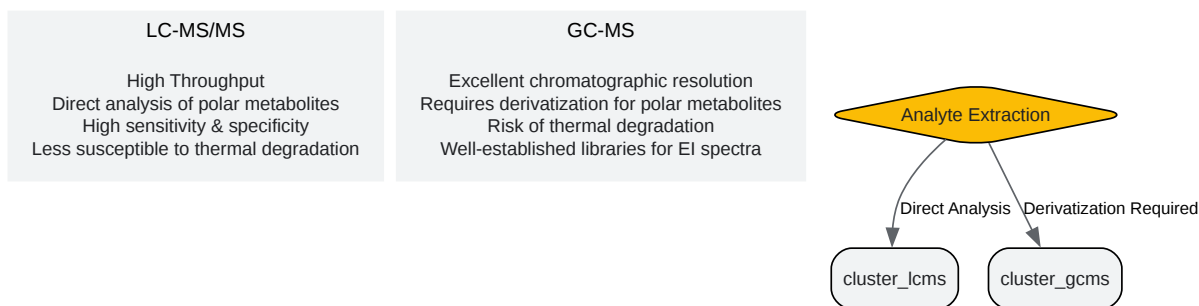 LC-MS/MS
High Throughput
Direct analysis of polar metabolites
High sensitivity & specificity
Less susceptible to thermal degradation
GC-MS
Excellent chromatographic resolution
Requires derivatization for polar metabolites
Risk of thermal degradation
Well-established libraries for EI spectra
Analyte Extraction
Direct Analysis
Derivatization Required
cluster_lcms
cluster_gcms